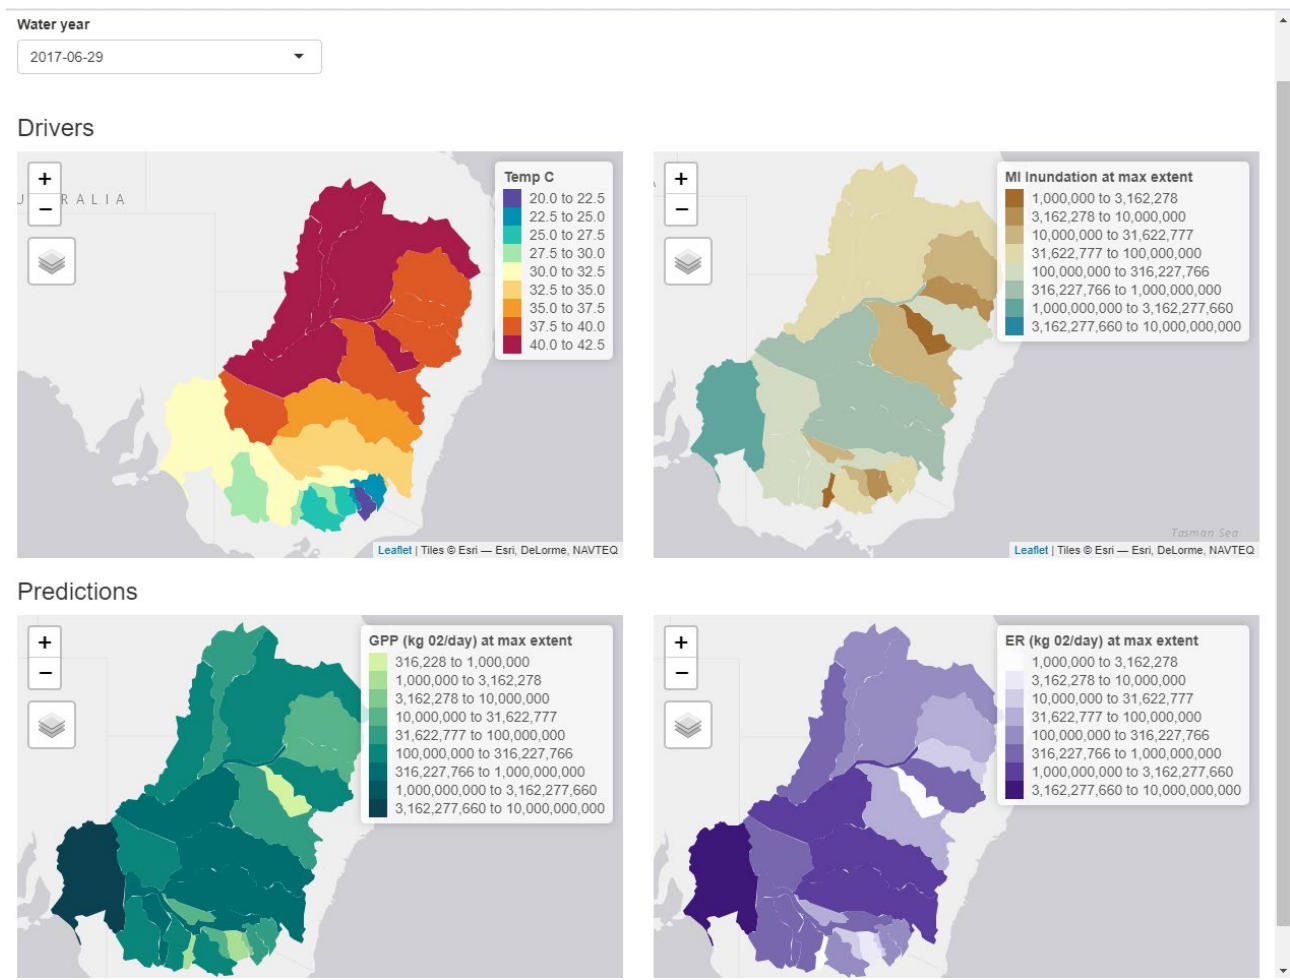 Water year
2017-06-29
Drivers
+
−
RALIA
Temp C
20.0 to 22.5
22.5 to 25.0
25.0 to 27.5
27.5 to 30.0
30.0 to 32.5
32.5 to 35.0
35.0 to 37.5
37.5 to 40.0
40.0 to 42.5
Leaflet | Tiles © Esri — Esri, DeLorme, NAVTEQ
+
−
Ml Inundation at max extent
1,000,000 to 3,162,278
3,162,278 to 10,000,000
10,000,000 to 31,622,777
31,622,777 to 100,000,000
100,000,000 to 316,227,766
316,227,766 to 1,000,000,000
1,000,000,000 to 3,162,277,660
3,162,277,660 to 10,000,000,000
Tasman Sea
Leaflet | Tiles © Esri — Esri, DeLorme, NAVTEQ
Predictions
+
−
GPP (kg 02/day) at max extent
316,228 to 1,000,000
1,000,000 to 3,162,278
3,162,278 to 10,000,000
10,000,000 to 31,622,777
31,622,777 to 100,000,000
100,000,000 to 316,227,766
316,227,766 to 1,000,000,000
1,000,000,000 to 3,162,277,660
3,162,277,660 to 10,000,000,000
+
−
ER (kg 02/day) at max extent
1,000,000 to 3,162,278
3,162,278 to 10,000,000
10,000,000 to 31,622,777
31,622,777 to 100,000,000
100,000,000 to 316,227,766
316,227,766 to 1,000,000,000
1,000,000,000 to 3,162,277,660
3,162,277,660 to 10,000,000,000